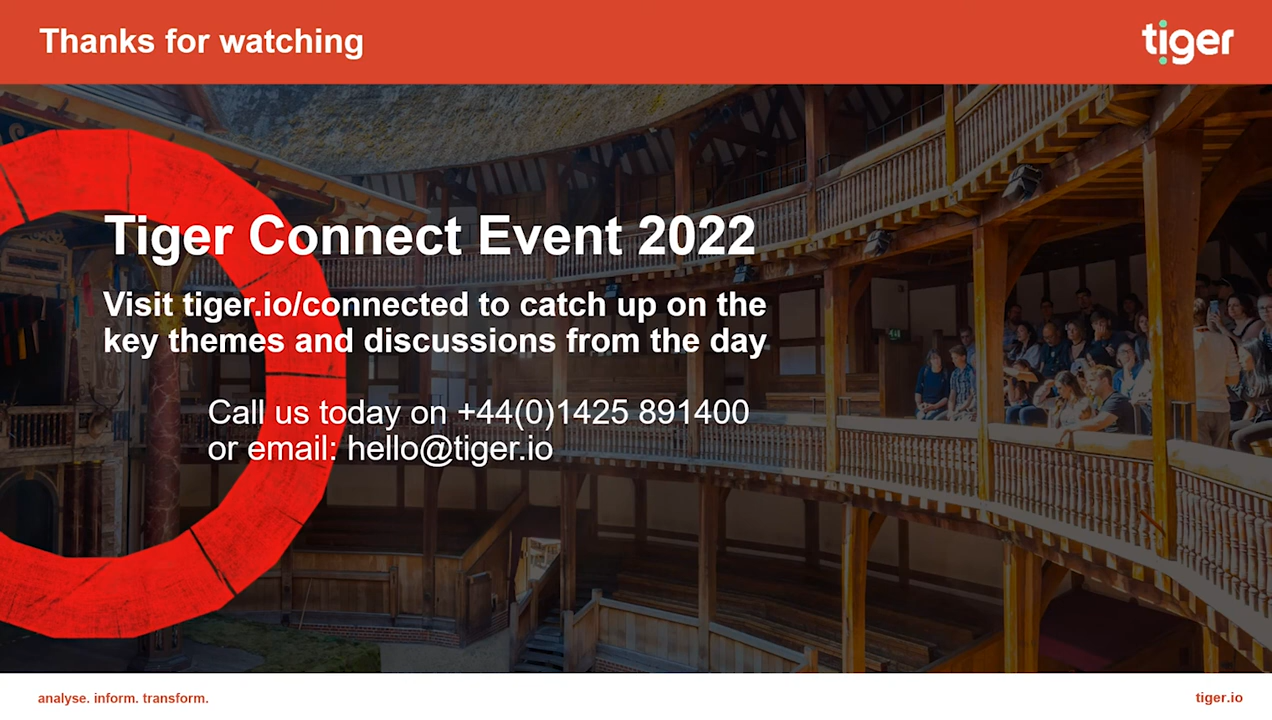 Thanks for watching
tiger
Tiger Connect Event 2022
Visit tiger.io/connected to catch up on the
key themes and discussions from the day
Call us today on +44(0)1425 891400
or email: hello@tiger.io
analyse. inform. transform.
tiger.io